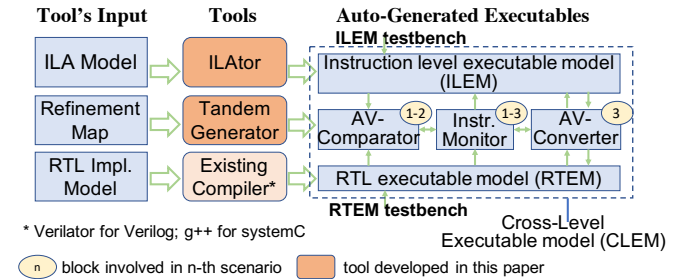 Tool's Input Tools Auto-Generated Executables
ILEM testbench
ILA Model
ILAtor
Instruction level executable model
(ILEM)
Refinement
Map
Tandem
Generator
AV-
Comparator
1-2
Instr.
Monitor
1-3
AV-
Converter
3
RTL Impl.
Model
Existing
Compiler*
RTL executable model (RTEM)
RTEM testbench
* Verilator for Verilog; g++ for systemC
Cross-Level
Executable model (CLEM)
n block involved in n-th scenario
tool developed in this paper